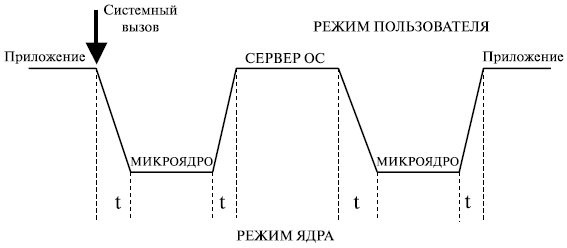 Системный
вызов
РЕЖИМ ПОЛЬЗОВАТЕЛЯ
Приложение
СЕРВЕР ОС
Приложение
МИКРОЯДРО
МИКРОЯДРО
t
t
t
t
РЕЖИМ ЯДРА